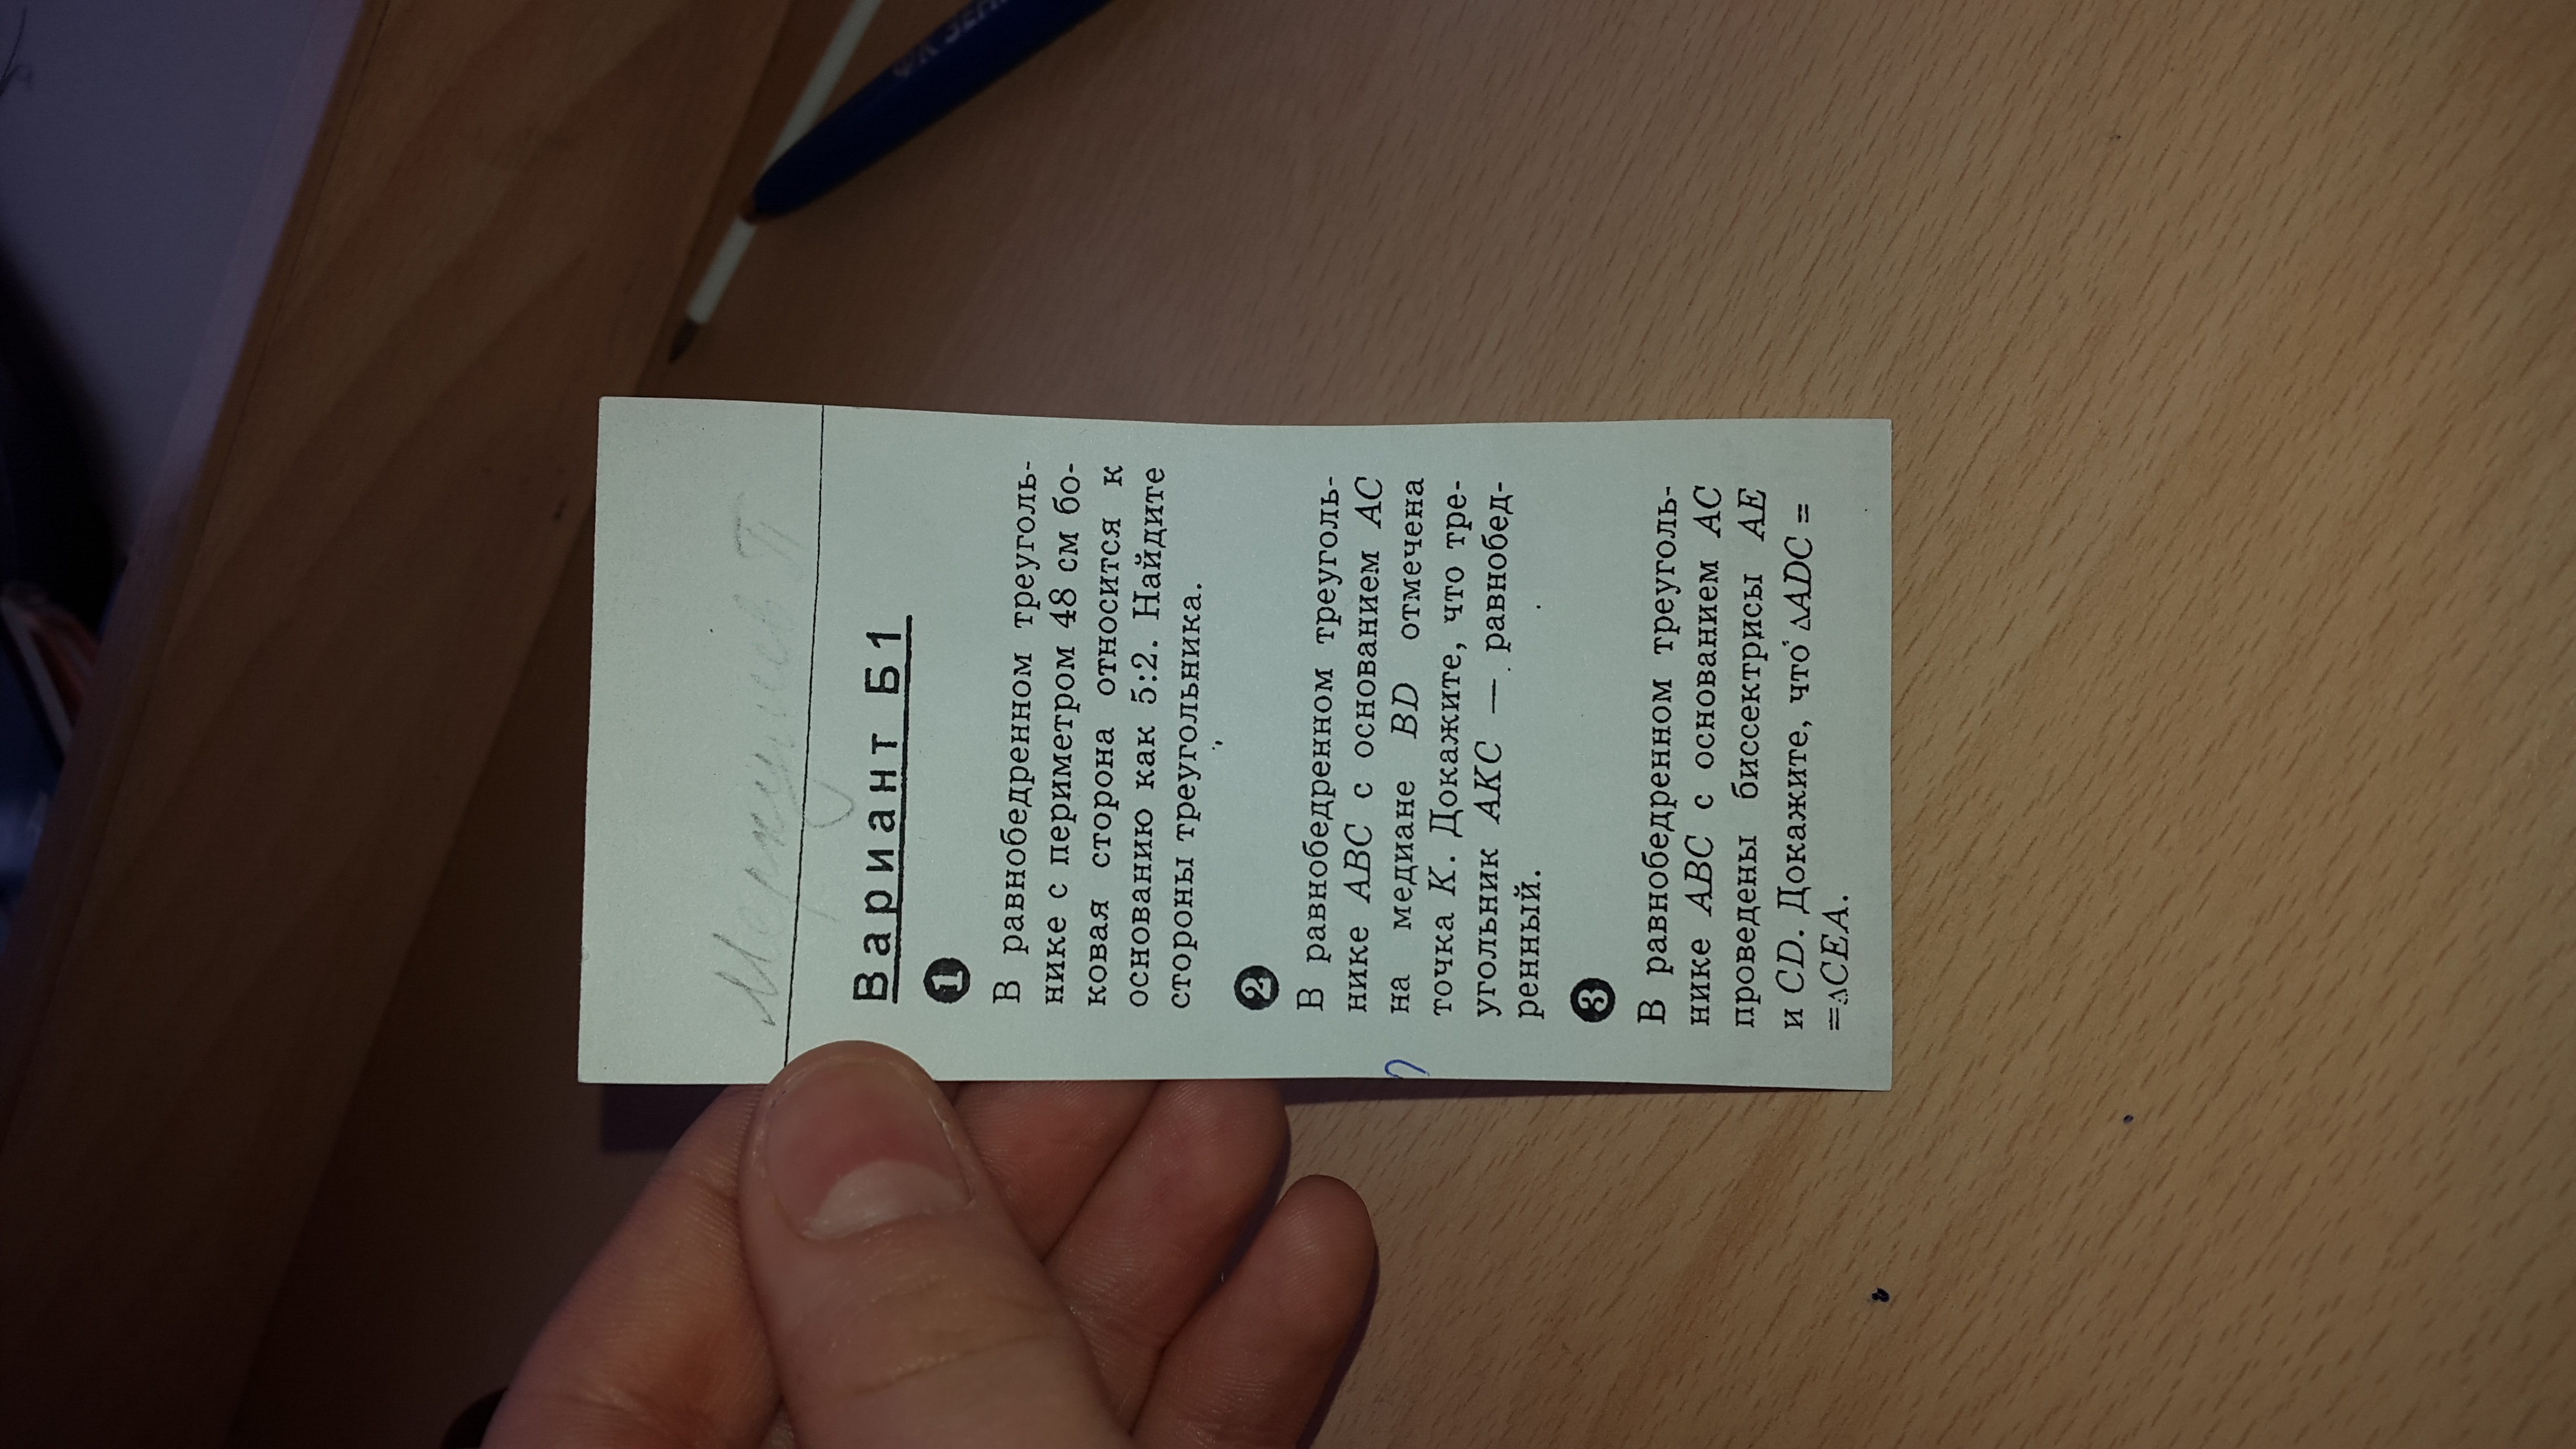 Вариант Б1
1
В равнобедренном треуголь-
нике с периметром 48 см бо-
ковая сторона относится к
основанию как 5:2. Найдите
стороны треугольника.
2
В равнобедренном треуголь-
нике ABC с основанием AC
на медиане BD отмечена
точка K. Докажите, что тре-
угольник AKC — равнобед-
ренный.
3
В равнобедренном треуголь-
нике ABC с основанием AC
проведены биссектрисы AE
и CD. Докажите, что △ADC =
=△CEA.